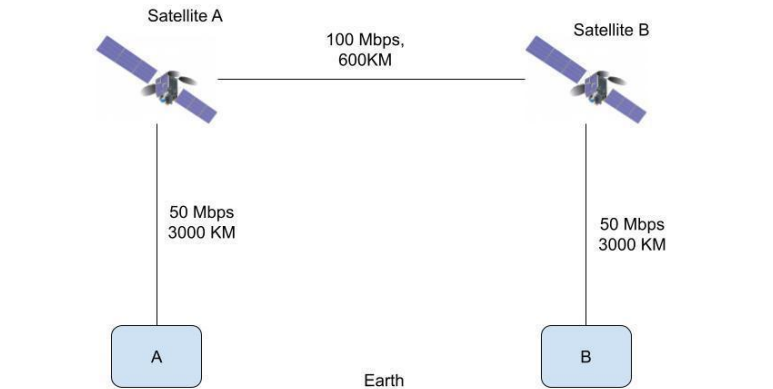 Satellite A
Satellite B
100 Mbps,
600KM
50 Mbps
3000 KM
50 Mbps
3000 KM
A
B
Earth